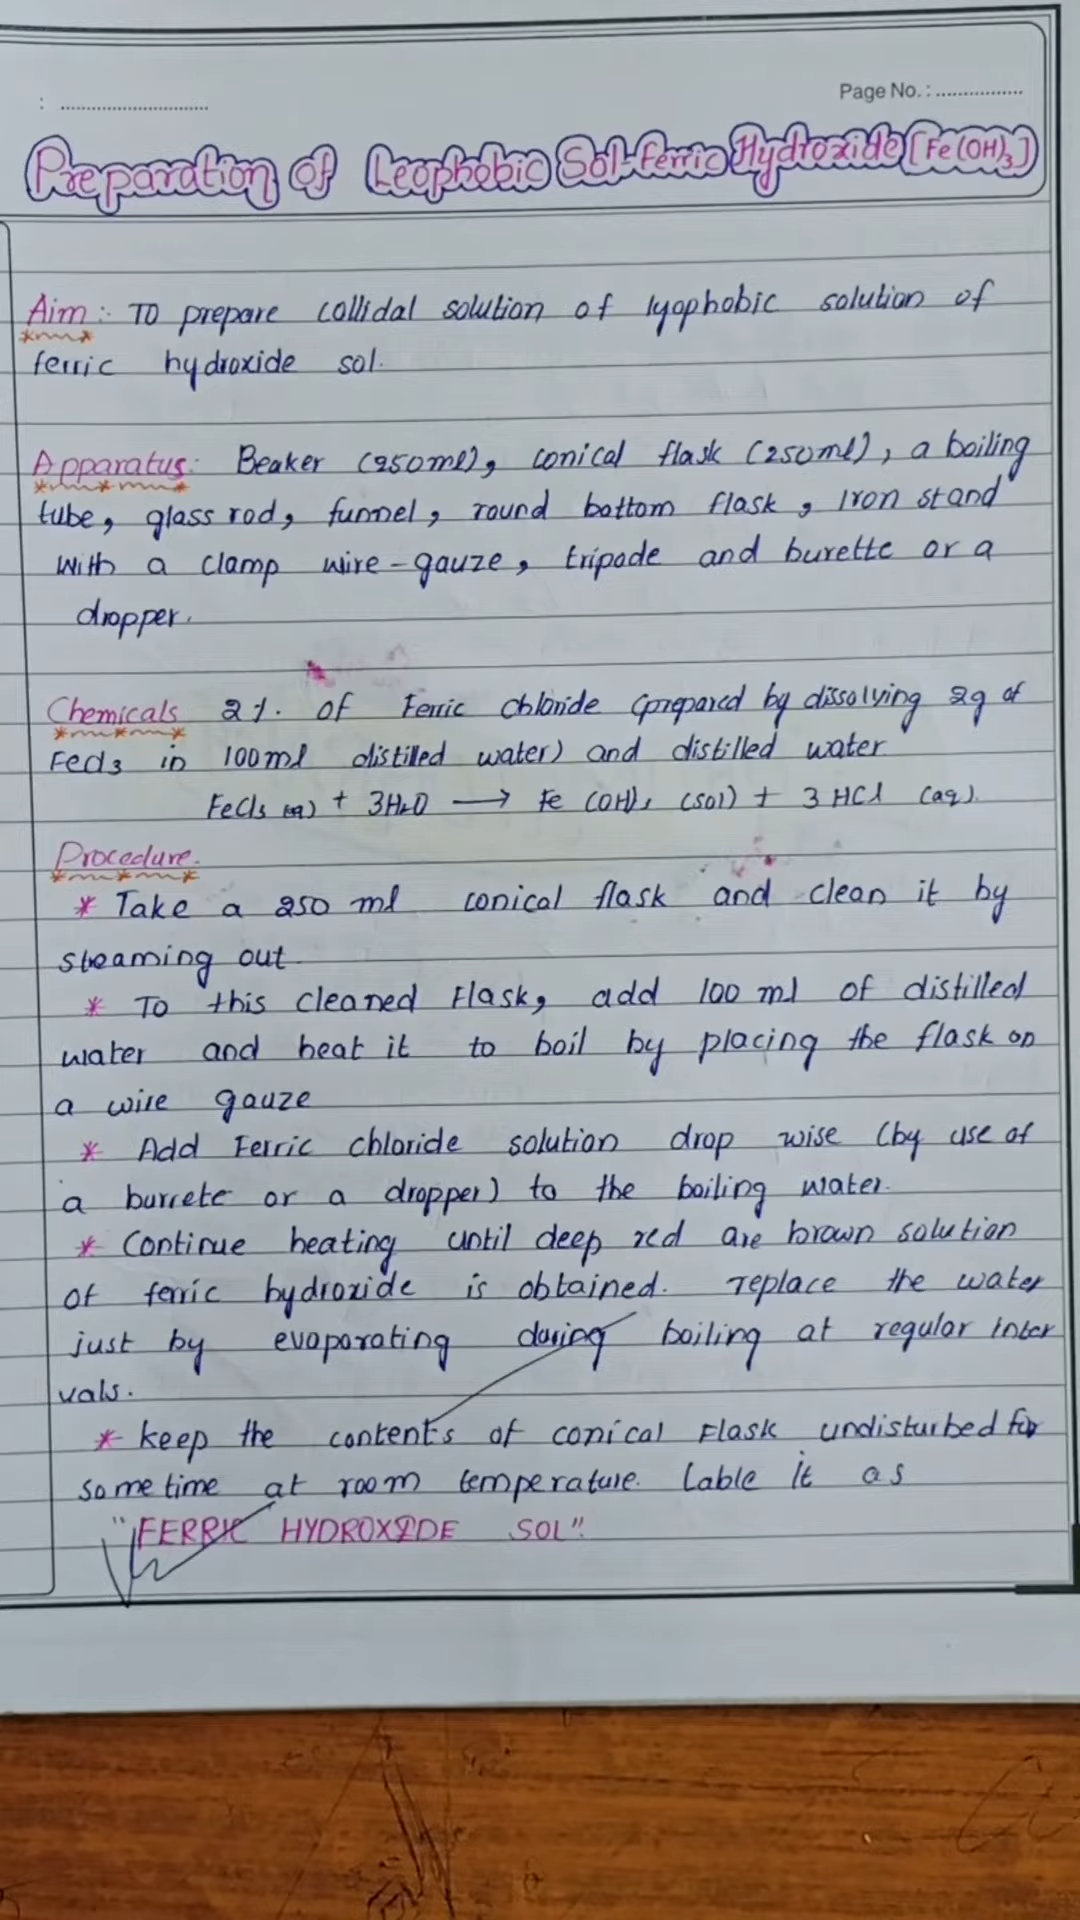 : ............................
Page No. : ................
Preparation of Leophobic Sol-Ferric Hydroxide [Fe(OH)3]
Aim :- To prepare collidal solution of lyophobic solution of
ferric hydroxide sol.
Apparatus: Beaker (250ml), conical flask (250ml), a boiling
tube, glass rod, funnel, round bottom flask, Iron stand
with a clamp wire-gauze, tripode and burette or a
dropper.
Chemicals 2%. of Ferric chloride (prepared by dissolving 2g of
Fecl3 in 100ml distilled water) and distilled water
FeCl3 (aq) + 3H2O → Fe (OH)3 (sol) + 3 HCl (aq).
Procedure.
* Take a 250 ml conical flask and clean it by
steaming out
* To this cleaned Flask, add 100 ml of distilled
water and heat it to boil by placing the flask on
a wire gauze
* Add Ferric chloride solution drop wise (by use of
a burrete or a dropper) to the boiling water.
* Continue heating until deep red are brown solution
of ferric hydroxide is obtained. replace the water
just by evaporating during boiling at regular inter
vals.
* keep the contents of conical Flask undisturbed for
some time at room temperature. Lable it as
"FERRIC HYDROXIDE SOL".